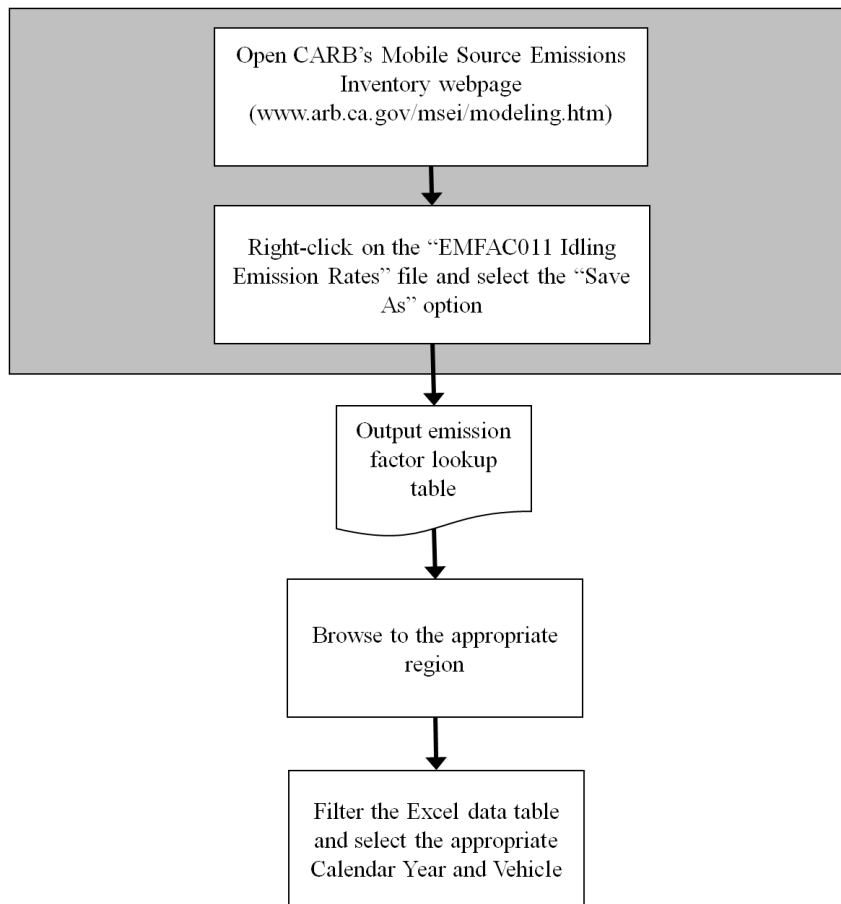 Open CARB’s Mobile Source Emissions
Inventory webpage
(www.arb.ca.gov/msei/modeling.htm)
Right-click on the “EMFAC011 Idling
Emission Rates” file and select the “Save
As” option
Output emission
factor lookup
table
Browse to the appropriate
region
Filter the Excel data table
and select the appropriate
Calendar Year and Vehicle